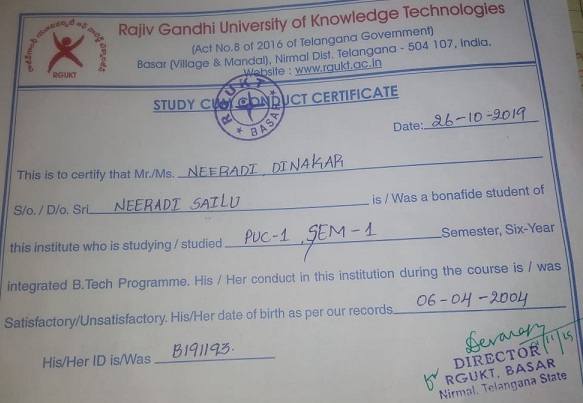 Rajiv Gandhi University of Knowledge Technologies
(Act No.8 of 2016 of Telangana Government)
Basar (Village & Mandal), Nirmal Dist. Telangana - 504 107, India.
Website : www.rgukt.ac.in
RGUKT
STUDY CUM CONDUCT CERTIFICATE
RGUKT
* BASAR *
Date: 26-10-2019
This is to certify that Mr./Ms. NEERADI DINAKAR
S/o. / D/o. Sri NEERADI SAILU is / Was a bonafide student of
this institute who is studying / studied PUC-1, SEM-1 Semester, Six-Year
integrated B.Tech Programme. His / Her conduct in this institution during the course is / was
Satisfactory/Unsatisfactory. His/Her date of birth as per our records 06-04-2004
His/Her ID is/Was B191193.
DIRECTOR
RGUKT, BASAR
Nirmal, Telangana State